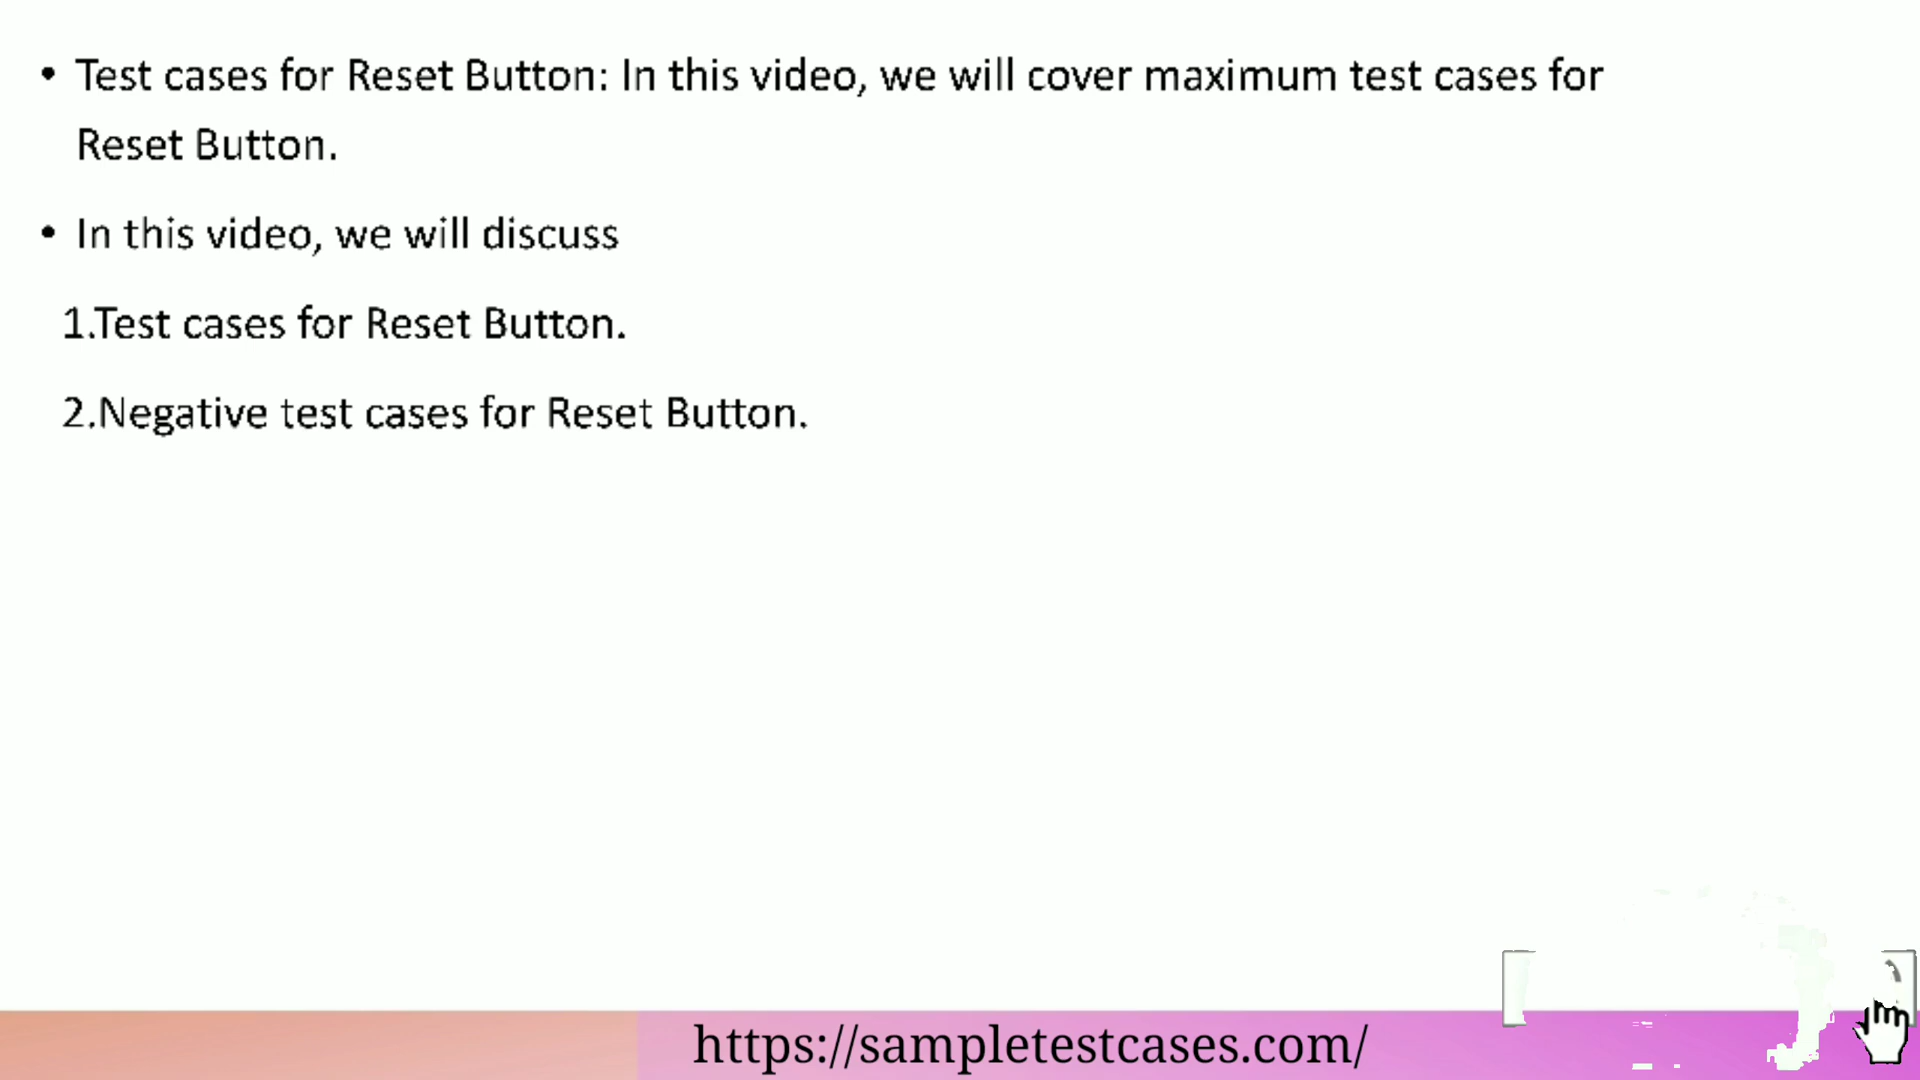 • Test cases for Reset Button: In this video, we will cover maximum test cases for
Reset Button.
• In this video, we will discuss
1.Test cases for Reset Button.
2.Negative test cases for Reset Button.
https://sampletestcases.com/